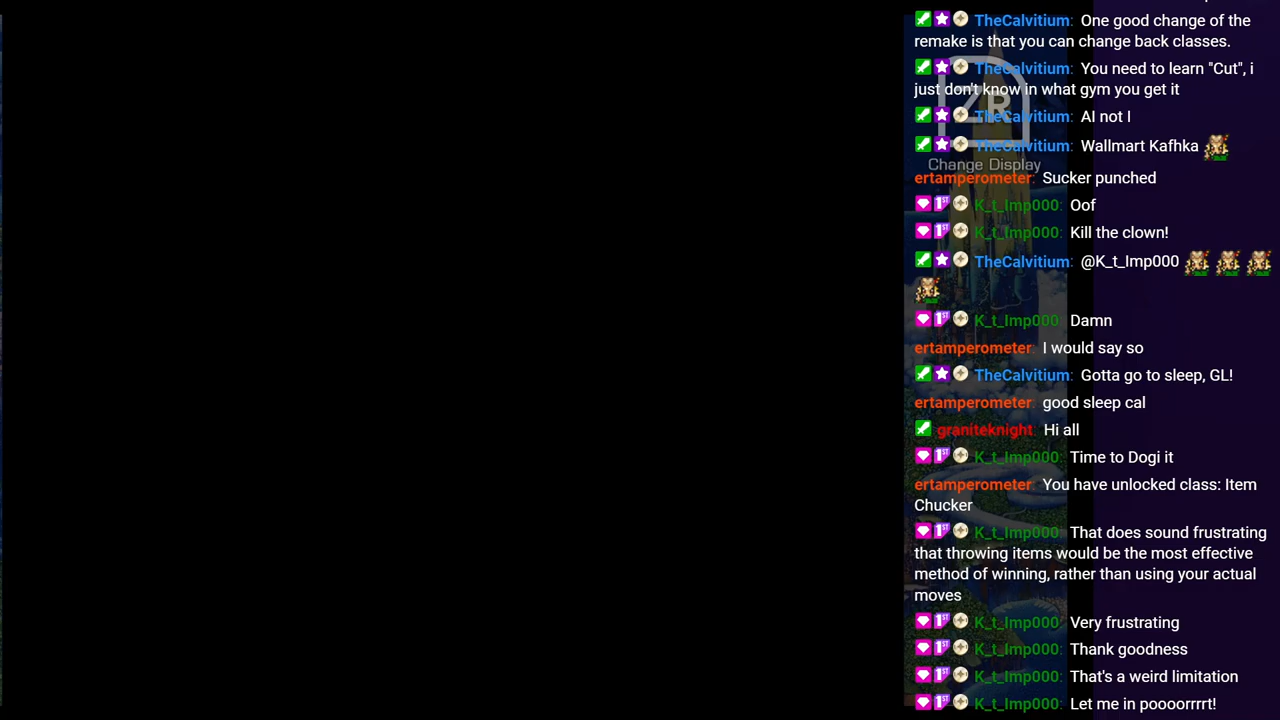 TheCalvitium: One good change of the
remake is that you can change back classes.
TheCalvitium: You need to learn "Cut", i
just don't know in what gym you get it
ZR
TheCalvitium: AI not I
TheCalvitium: Wallmart Kafhka
Change Display
ertamperometer: Sucker punched
K_t_Imp000: Oof
K_t_Imp000: Kill the clown!
TheCalvitium: @K_t_Imp000
K_t_Imp000: Damn
ertamperometer: I would say so
TheCalvitium: Gotta go to sleep, GL!
ertamperometer: good sleep cal
graniteknight: Hi all
K_t_Imp000: Time to Dogi it
ertamperometer: You have unlocked class: Item
Chucker
K_t_Imp000: That does sound frustrating
that throwing items would be the most effective
method of winning, rather than using your actual
moves
K_t_Imp000: Very frustrating
K_t_Imp000: Thank goodness
K_t_Imp000: That's a weird limitation
K_t_Imp000: Let me in poooorrrrt!